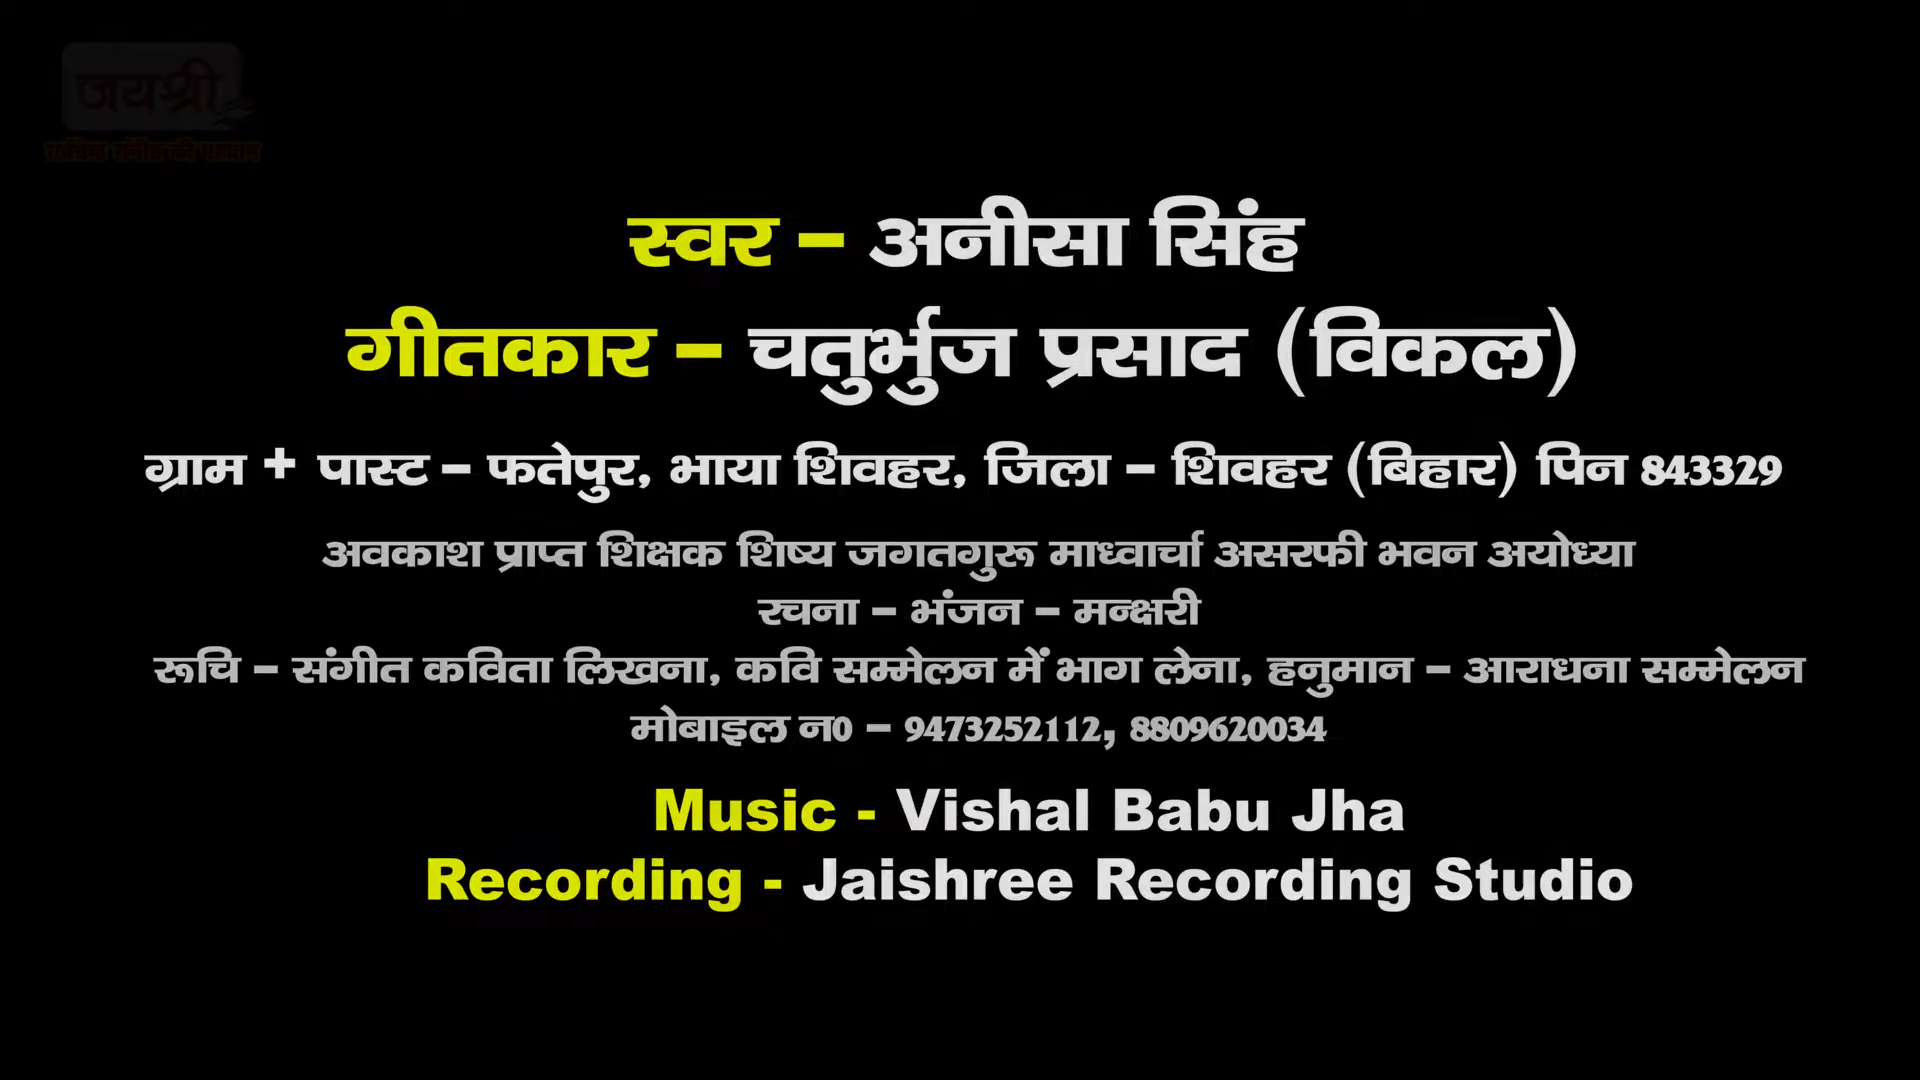 जयश्री
स्वर – अनीसा सिंह
गीतकार – चतुर्भुज प्रसाद (विकल)
ग्राम + पास्ट – फतेपुर, भाया शिवहर, जिला – शिवहर (बिहार) पिन 843329
अवकाश प्राप्त शिक्षक शिष्य जगतगुरू माध्वार्चा असरफी भवन अयोध्या
रचना – भंजन – मन्क्षरी
रूचि – संगीत कविता लिखना, कवि सम्मेलन में भाग लेना, हनुमान – आराधना सम्मेलन
मोबाइल न0 – 9473252112, 8809620034
Music - Vishal Babu Jha
Recording - Jaishree Recording Studio